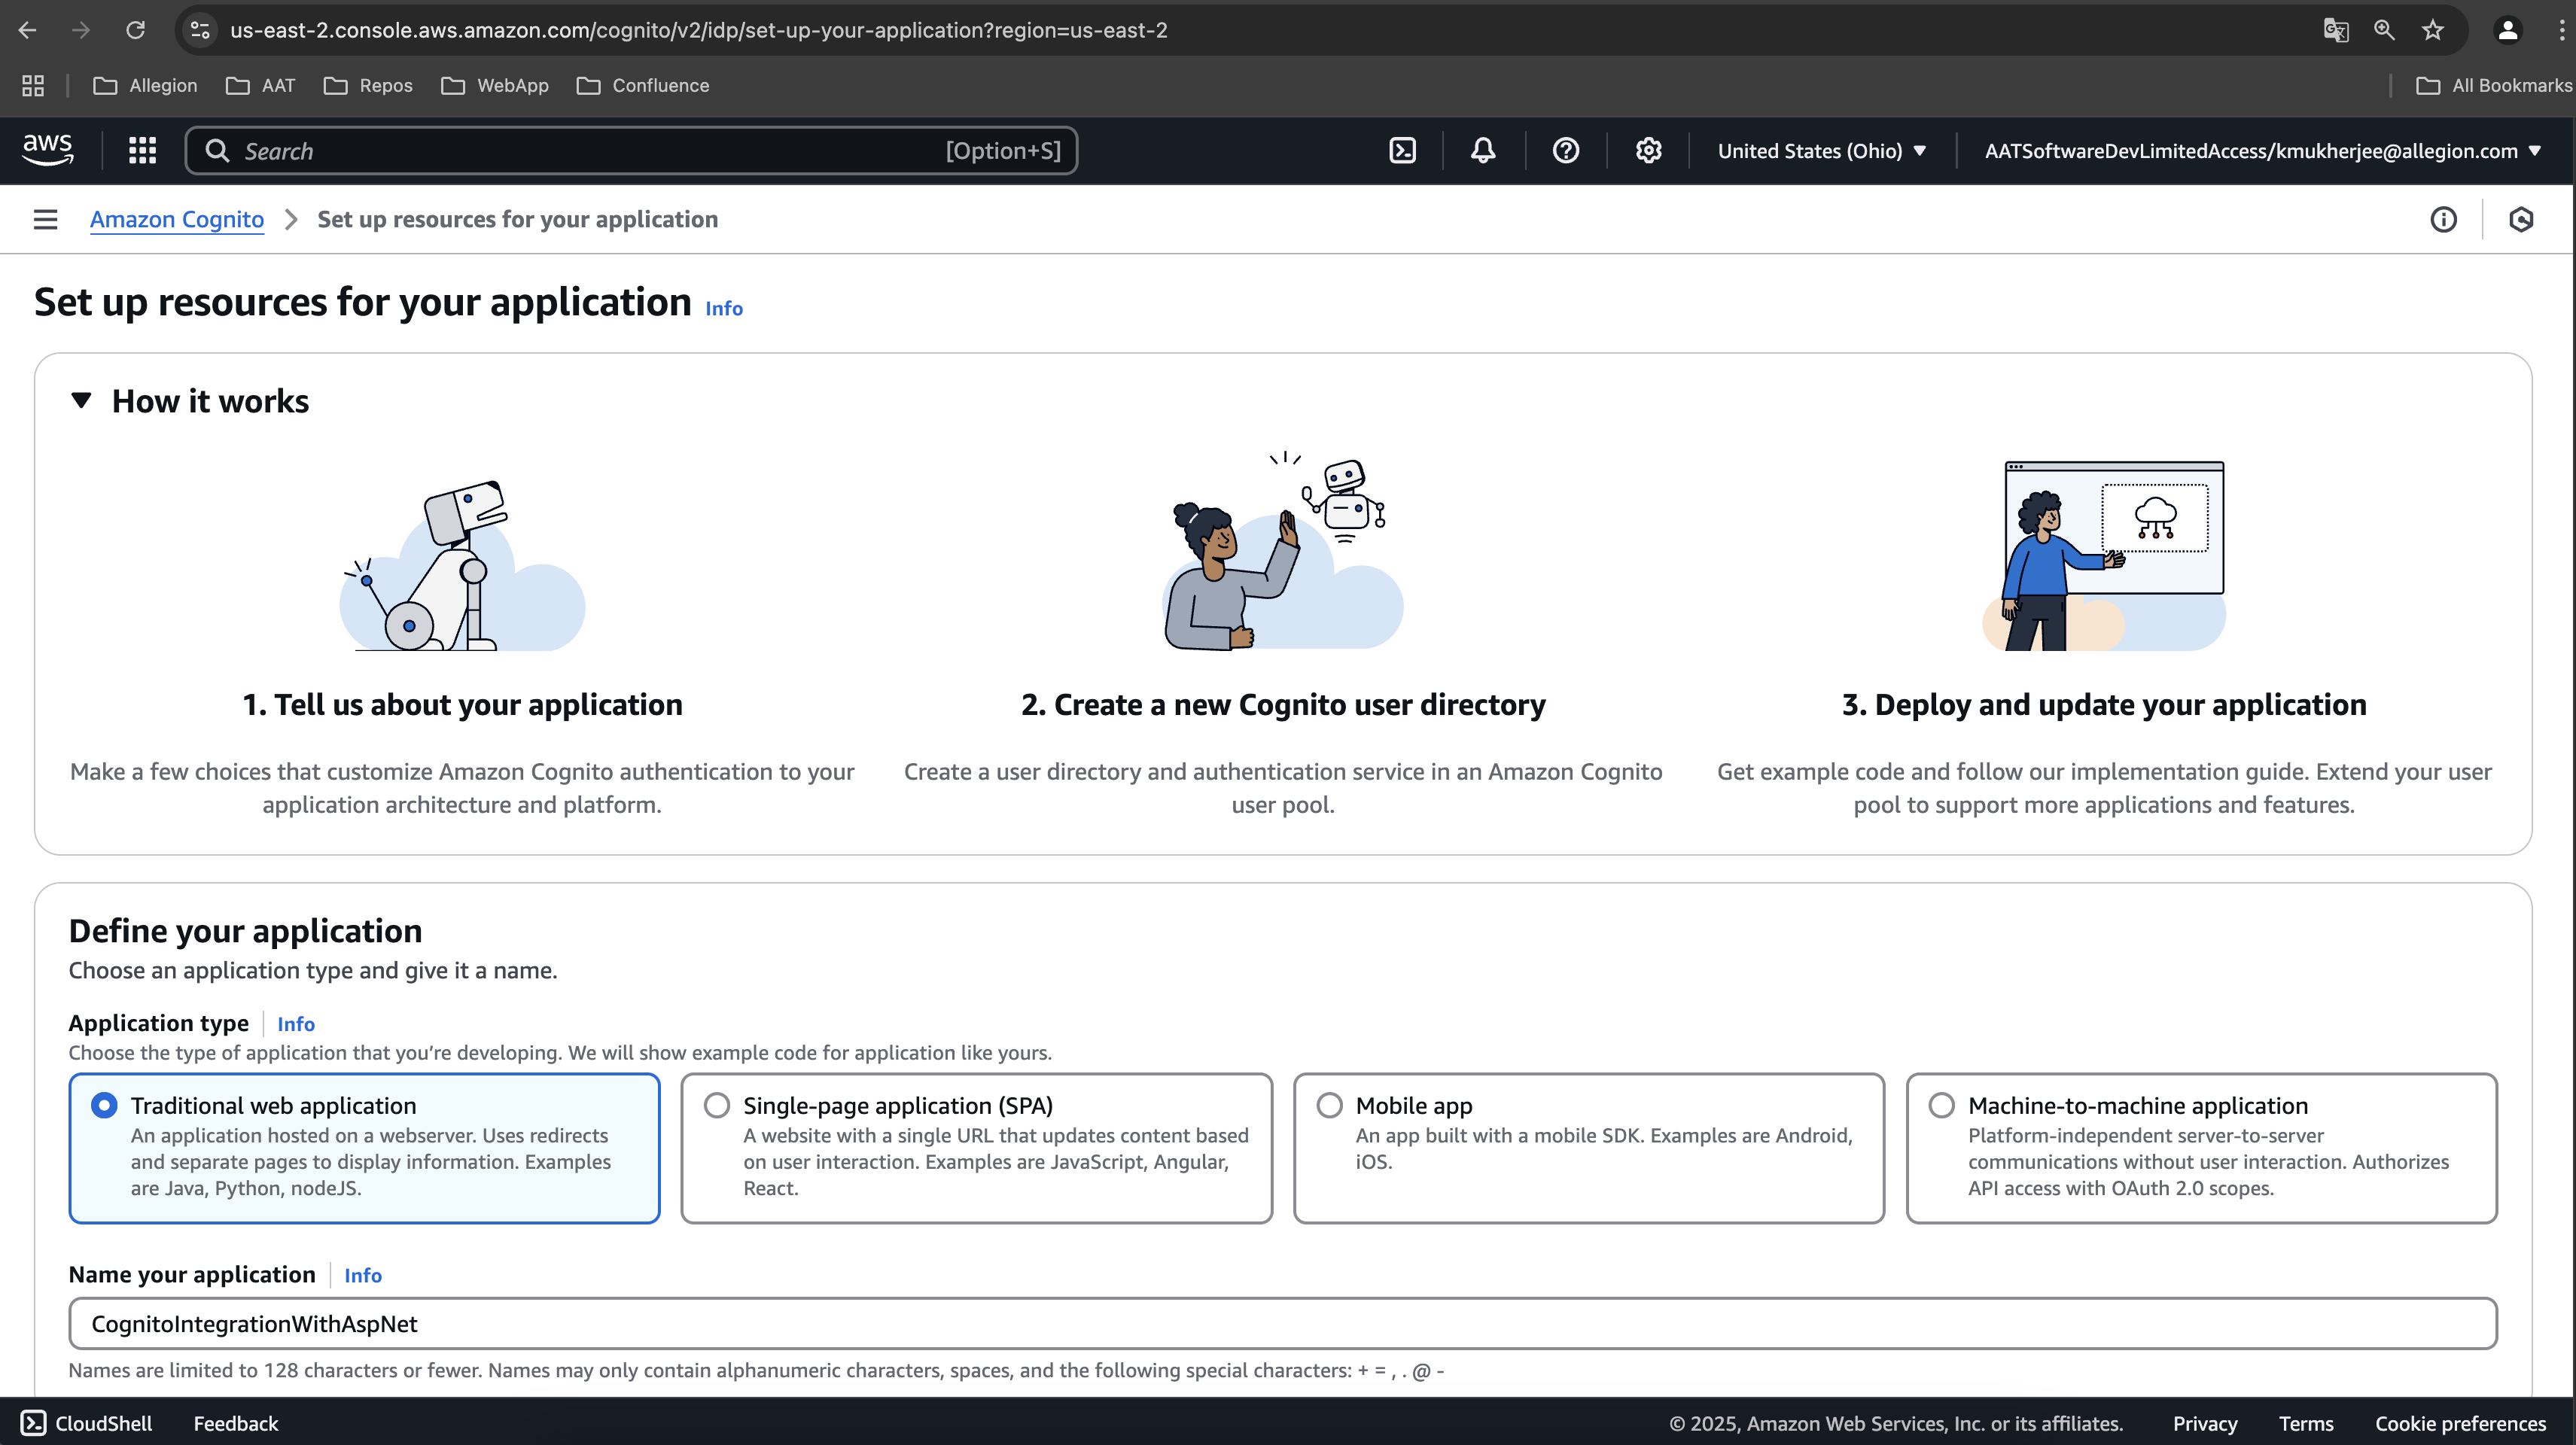 us-east-2.console.aws.amazon.com/cognito/v2/idp/set-up-your-application?region=us-east-2
Allegion AAT Repos WebApp Confluence All Bookmarks
aws Search [Option+S] United States (Ohio) AATSoftwareDevLimitedAccess/kmukherjee@allegion.com
Amazon Cognito Set up resources for your application
Set up resources for your application Info
How it works
1. Tell us about your application
Make a few choices that customize Amazon Cognito authentication to your
application architecture and platform.
2. Create a new Cognito user directory
Create a user directory and authentication service in an Amazon Cognito
user pool.
3. Deploy and update your application
Get example code and follow our implementation guide. Extend your user
pool to support more applications and features.
Define your application
Choose an application type and give it a name.
Application type Info
Choose the type of application that you’re developing. We will show example code for application like yours.
Traditional web application
An application hosted on a webserver. Uses redirects
and separate pages to display information. Examples
are Java, Python, nodeJS.
Single-page application (SPA)
A website with a single URL that updates content based
on user interaction. Examples are JavaScript, Angular,
React.
Mobile app
An app built with a mobile SDK. Examples are Android,
iOS.
Machine-to-machine application
Platform-independent server-to-server
communications without user interaction. Authorizes
API access with OAuth 2.0 scopes.
Name your application Info
CognitoIntegrationWithAspNet
Names are limited to 128 characters or fewer. Names may only contain alphanumeric characters, spaces, and the following special characters: + = , . @ -
CloudShell Feedback © 2025, Amazon Web Services, Inc. or its affiliates. Privacy Terms Cookie preferences